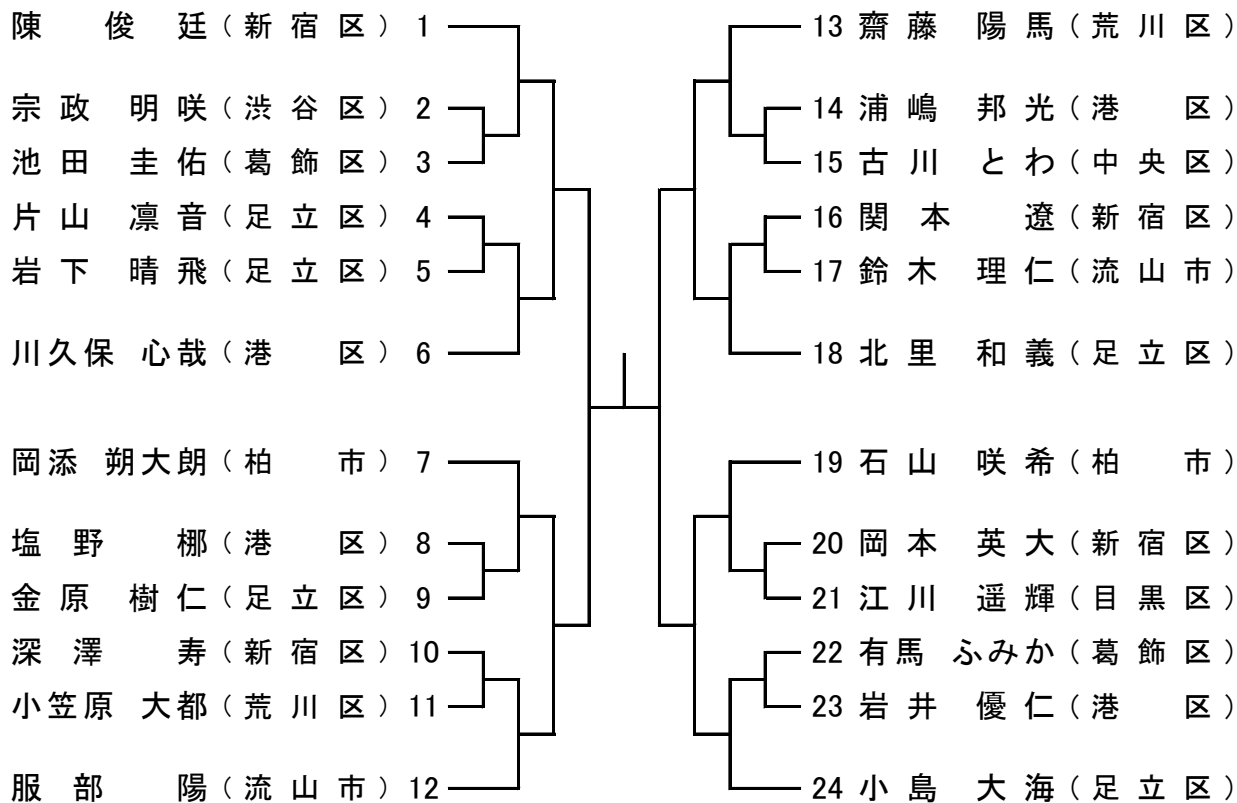 陳 俊 廷(新宿区) 1
宗政 明咲(渋谷区) 2
池田 圭佑(葛飾区) 3
片山 凛音(足立区) 4
岩下 晴飛(足立区) 5
川久保 心哉(港 区) 6
岡添 朔大朗(柏 市) 7
塩野 梛(港 区) 8
金原 樹仁(足立区) 9
深澤 寿(新宿区) 10
小笠原 大都(荒川区) 11
服部 陽(流山市) 12
13 齋藤 陽馬(荒川区)
14 浦嶋 邦光(港 区)
15 古川 とわ(中央区)
16 関本 遼(新宿区)
17 鈴木 理仁(流山市)
18 北里 和義(足立区)
19 石山 咲希(柏 市)
20 岡本 英大(新宿区)
21 江川 遥輝(目黒区)
22 有馬 ふみか(葛飾区)
23 岩井 優仁(港 区)
24 小島 大海(足立区)